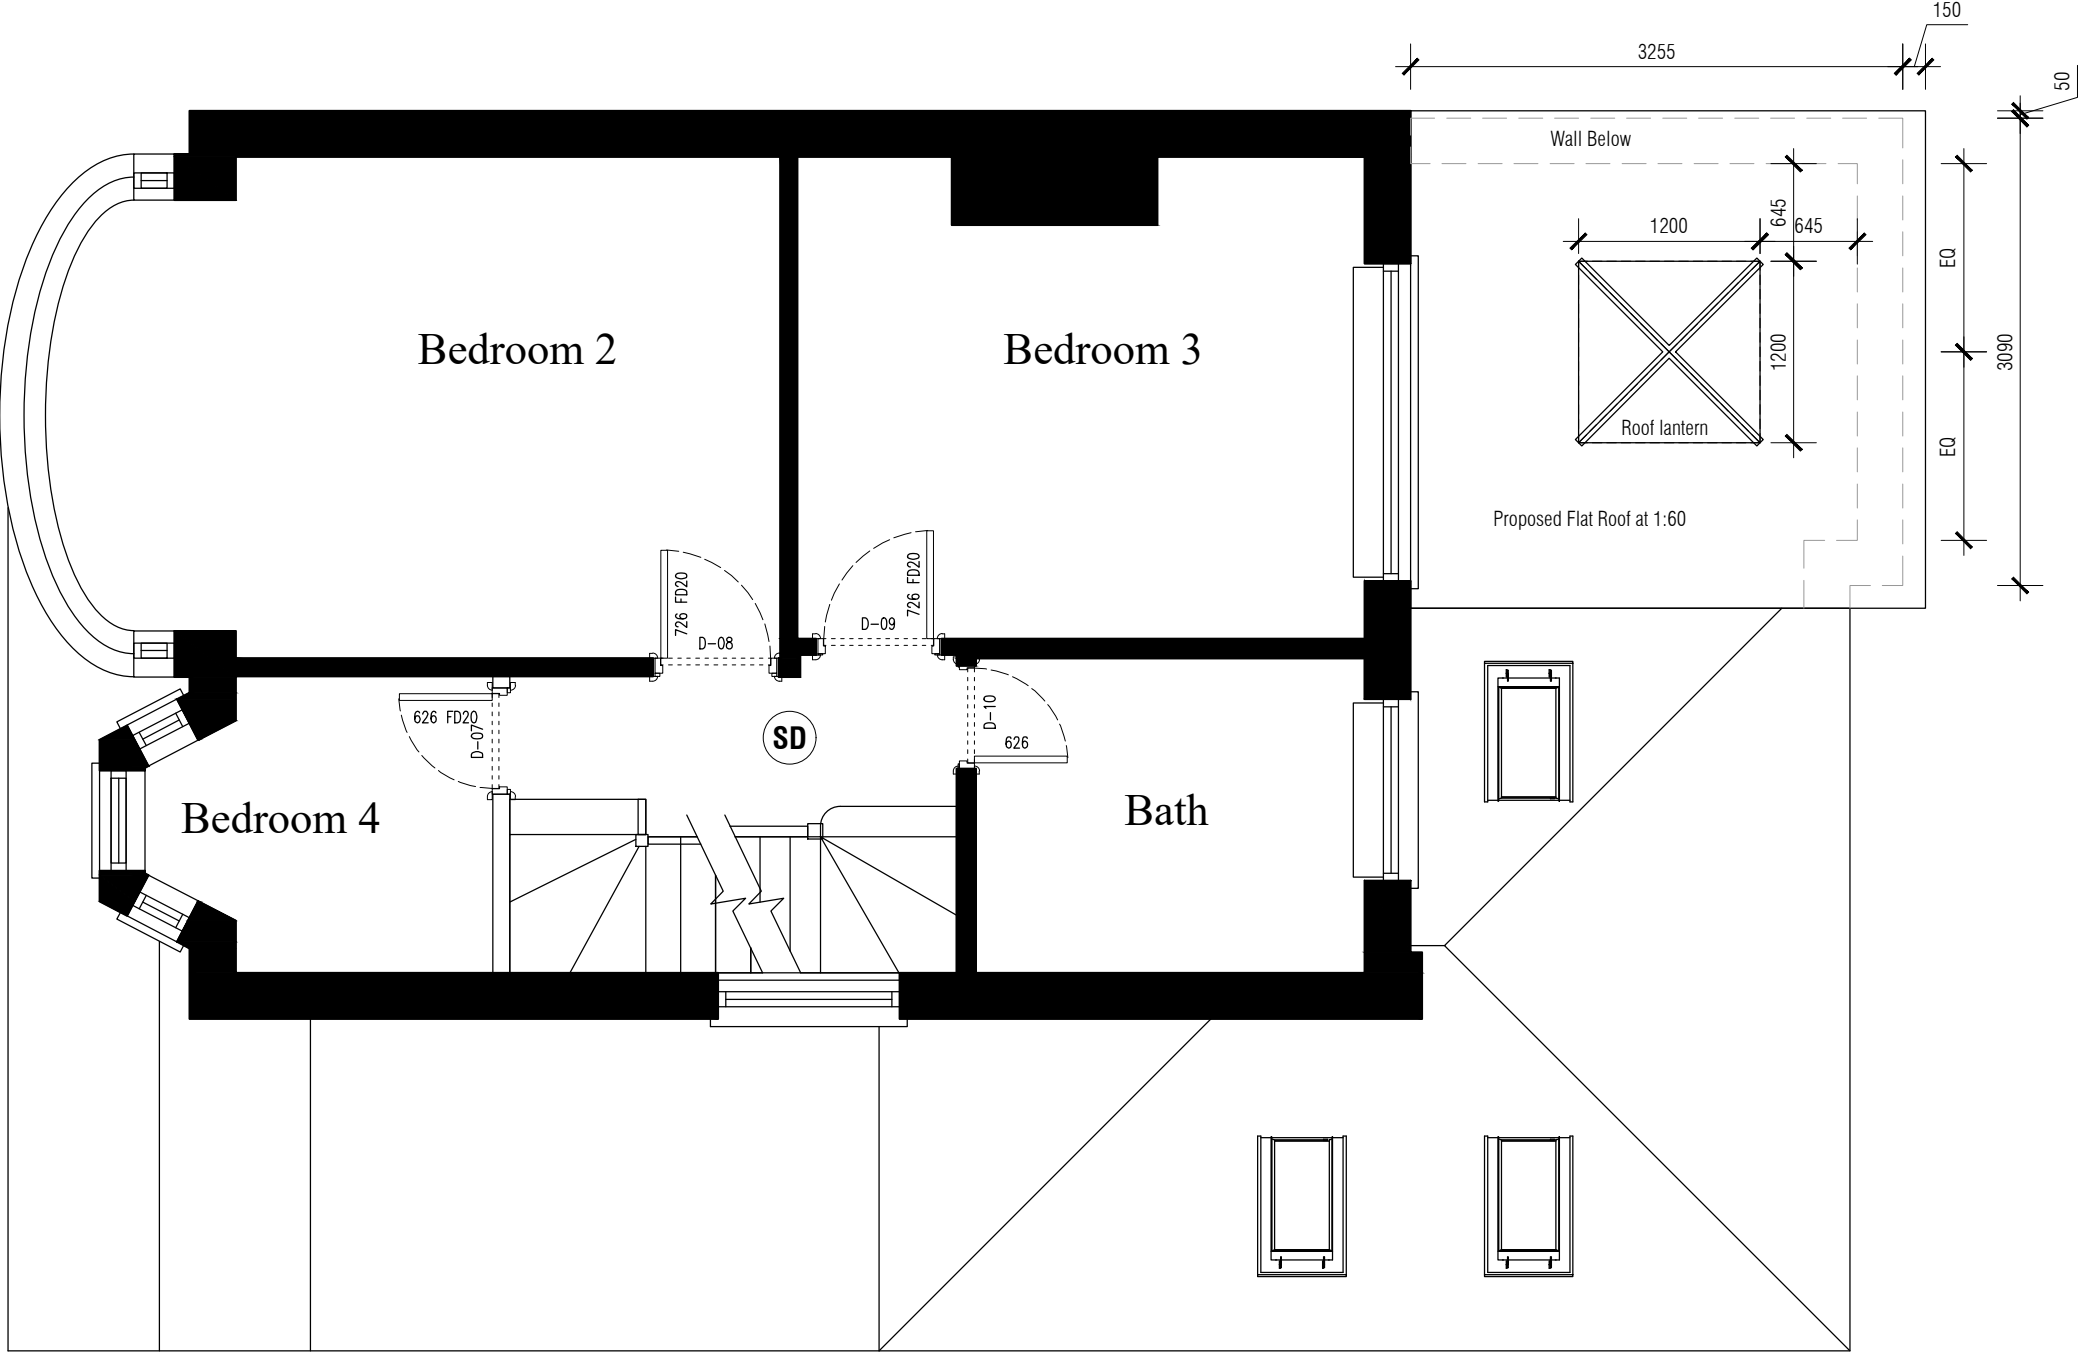 150
3255
50
Wall Below
645
1200
645
EQ
Bedroom 2
Bedroom 3
1200
3090
Roof lantern
EQ
Proposed Flat Roof at 1:60
726 FD20
726 FD20
D-09
D-08
626 FD20
D-07
SD
D-10
626
Bedroom 4
Bath